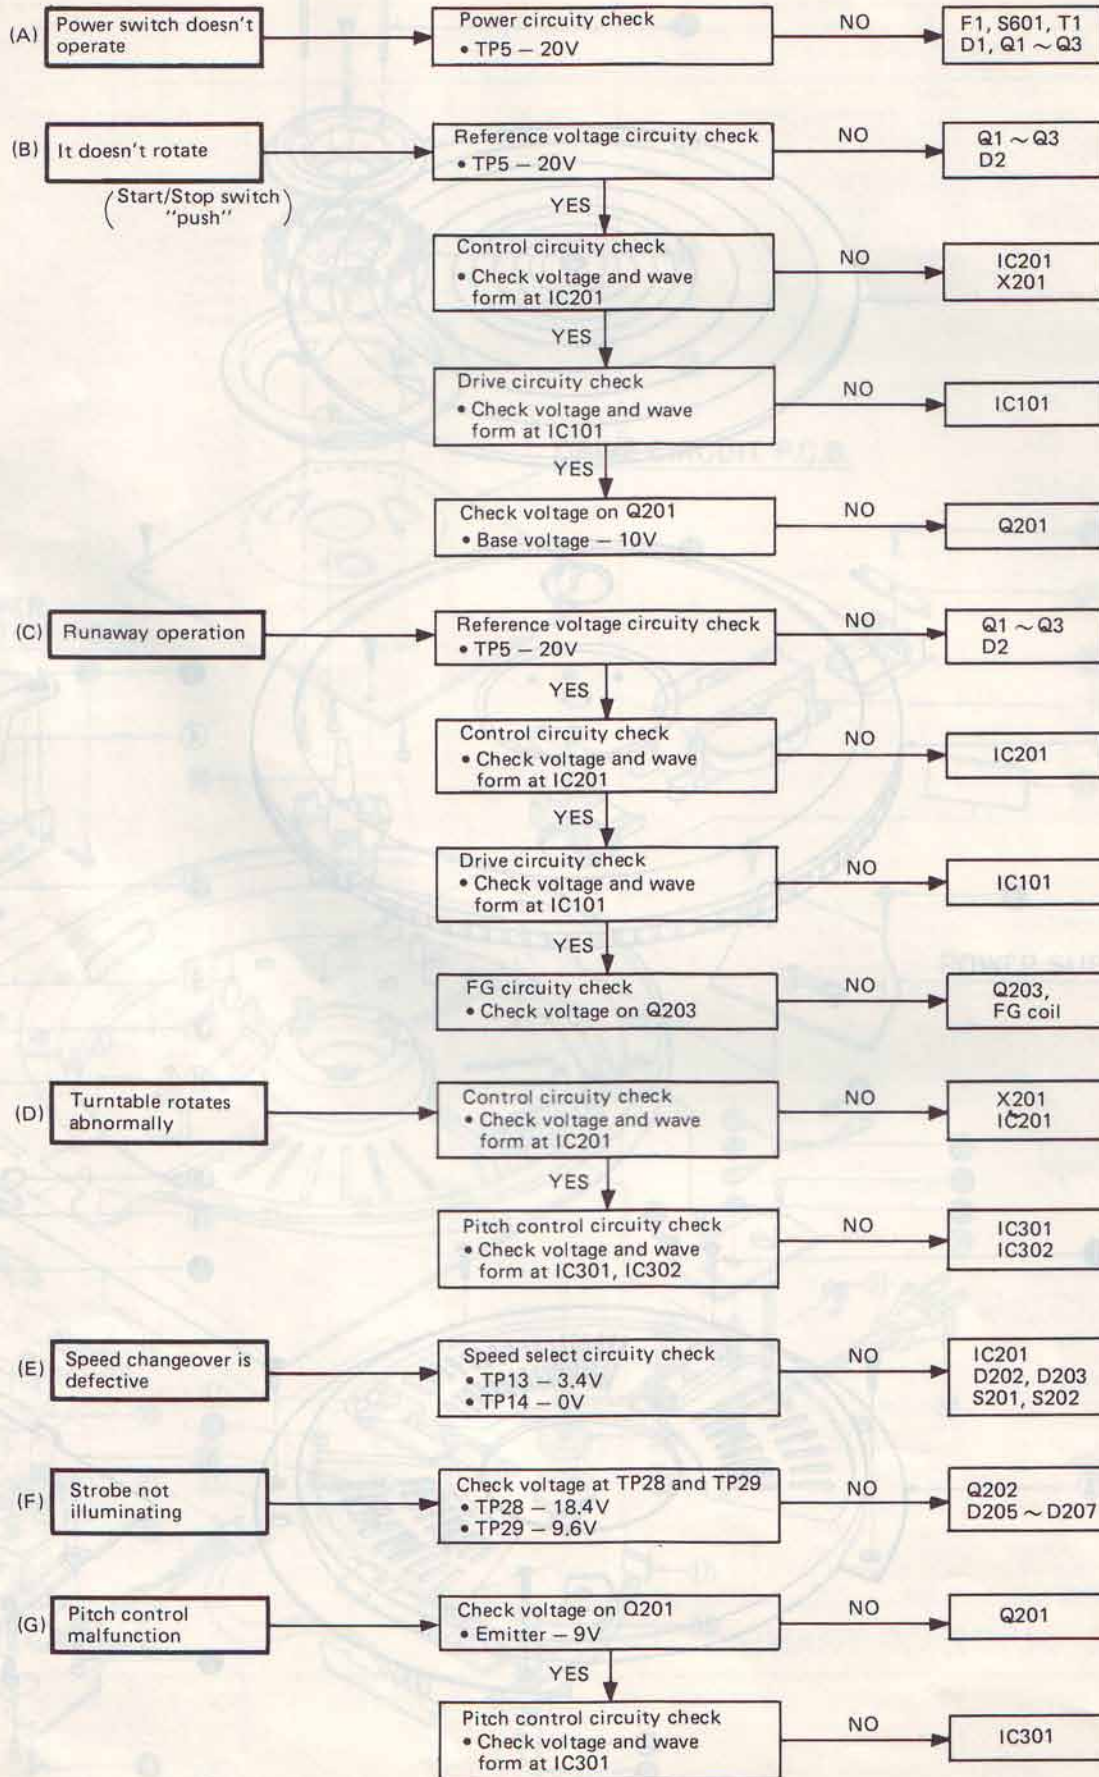 (A) Power switch doesn't
operate
Power circuity check
• TP5 – 20V
NO
F1, S601, T1
D1, Q1 ~ Q3
(B) It doesn't rotate
(Start/Stop switch
"push")
Reference voltage circuity check
• TP5 – 20V
NO
Q1 ~ Q3
D2
YES
Control circuity check
• Check voltage and wave
form at IC201
NO
IC201
X201
YES
Drive circuity check
• Check voltage and wave
form at IC101
NO
IC101
YES
Check voltage on Q201
• Base voltage – 10V
NO
Q201
(C) Runaway operation
Reference voltage circuity check
• TP5 – 20V
NO
Q1 ~ Q3
D2
YES
Control circuity check
• Check voltage and wave
form at IC201
NO
IC201
YES
Drive circuity check
• Check voltage and wave
form at IC101
NO
IC101
YES
FG circuity check
• Check voltage on Q203
NO
Q203,
FG coil
(D) Turntable rotates
abnormally
Control circuity check
• Check voltage and wave
form at IC201
NO
X201
IC201
YES
Pitch control circuity check
• Check voltage and wave
form at IC301, IC302
NO
IC301
IC302
(E) Speed changeover is
defective
Speed select circuity check
• TP13 – 3.4V
• TP14 – 0V
NO
IC201
D202, D203
S201, S202
(F) Strobe not
illuminating
Check voltage at TP28 and TP29
• TP28 – 18.4V
• TP29 – 9.6V
NO
Q202
D205 ~ D207
(G) Pitch control
malfunction
Check voltage on Q201
• Emitter – 9V
NO
Q201
YES
Pitch control circuity check
• Check voltage and wave
form at IC301
NO
IC301